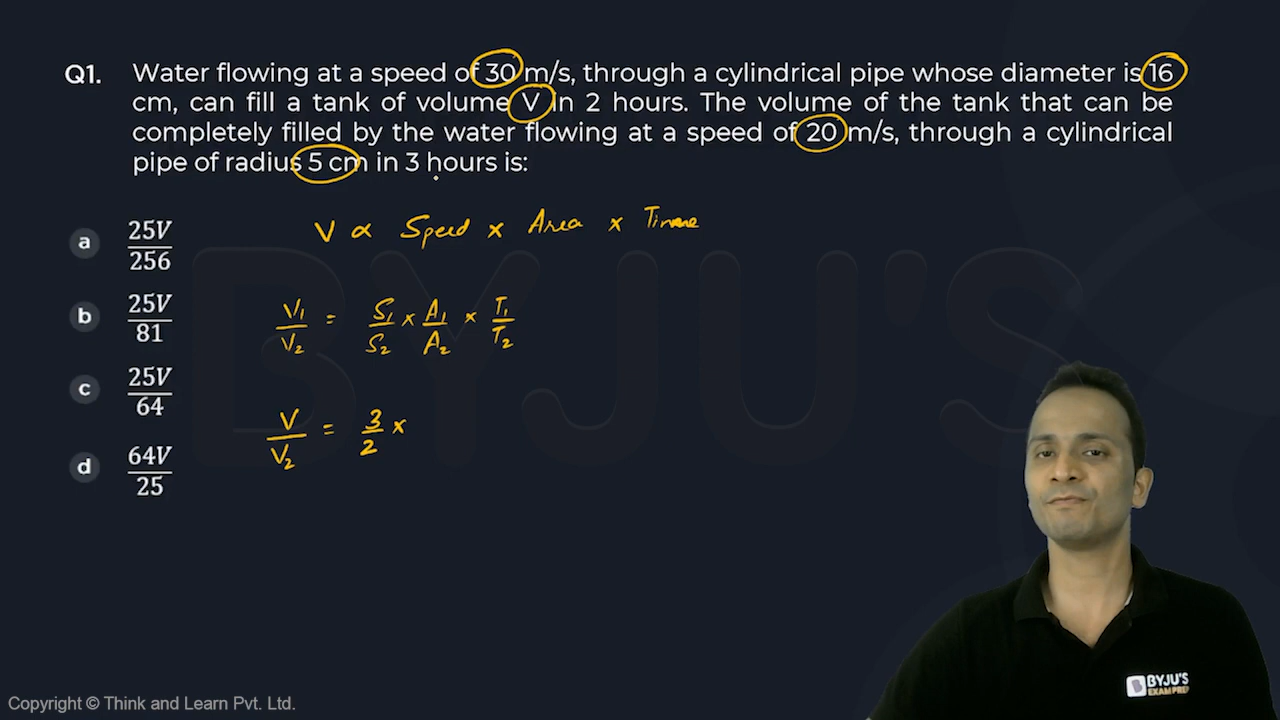 Q1. Water flowing at a speed of 30 m/s, through a cylindrical pipe whose diameter is 16
cm, can fill a tank of volume V in 2 hours. The volume of the tank that can be
completely filled by the water flowing at a speed of 20 m/s, through a cylindrical
pipe of radius 5 cm in 3 hours is:
a 25V/256
b 25V/81
c 25V/64
d 64V/25
V ∝ Speed × Area × Time
V₁/V₂ = S₁/S₂ × A₁/A₂ × T₁/T₂
V/V₂ = 3/2 ×
BYJU'S
BYJU'S
EXAM PREP
Copyright © Think and Learn Pvt. Ltd.